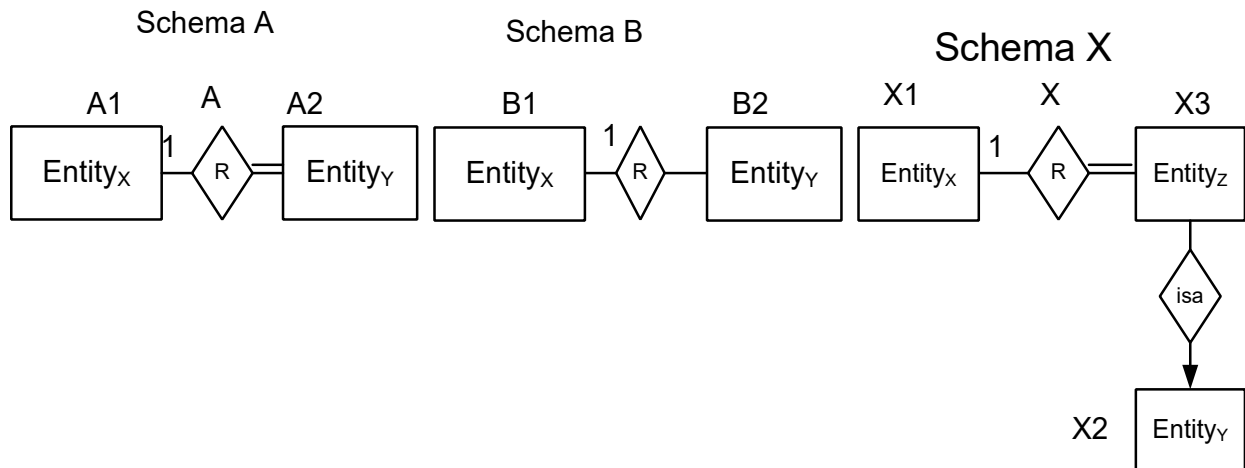 Schema A
Schema B
Schema X
A1
A
A2
B1
B2
X1
X
X3
EntityX
1
R
EntityY
EntityX
1
R
EntityY
EntityX
1
R
EntityZ
isa
X2
EntityY